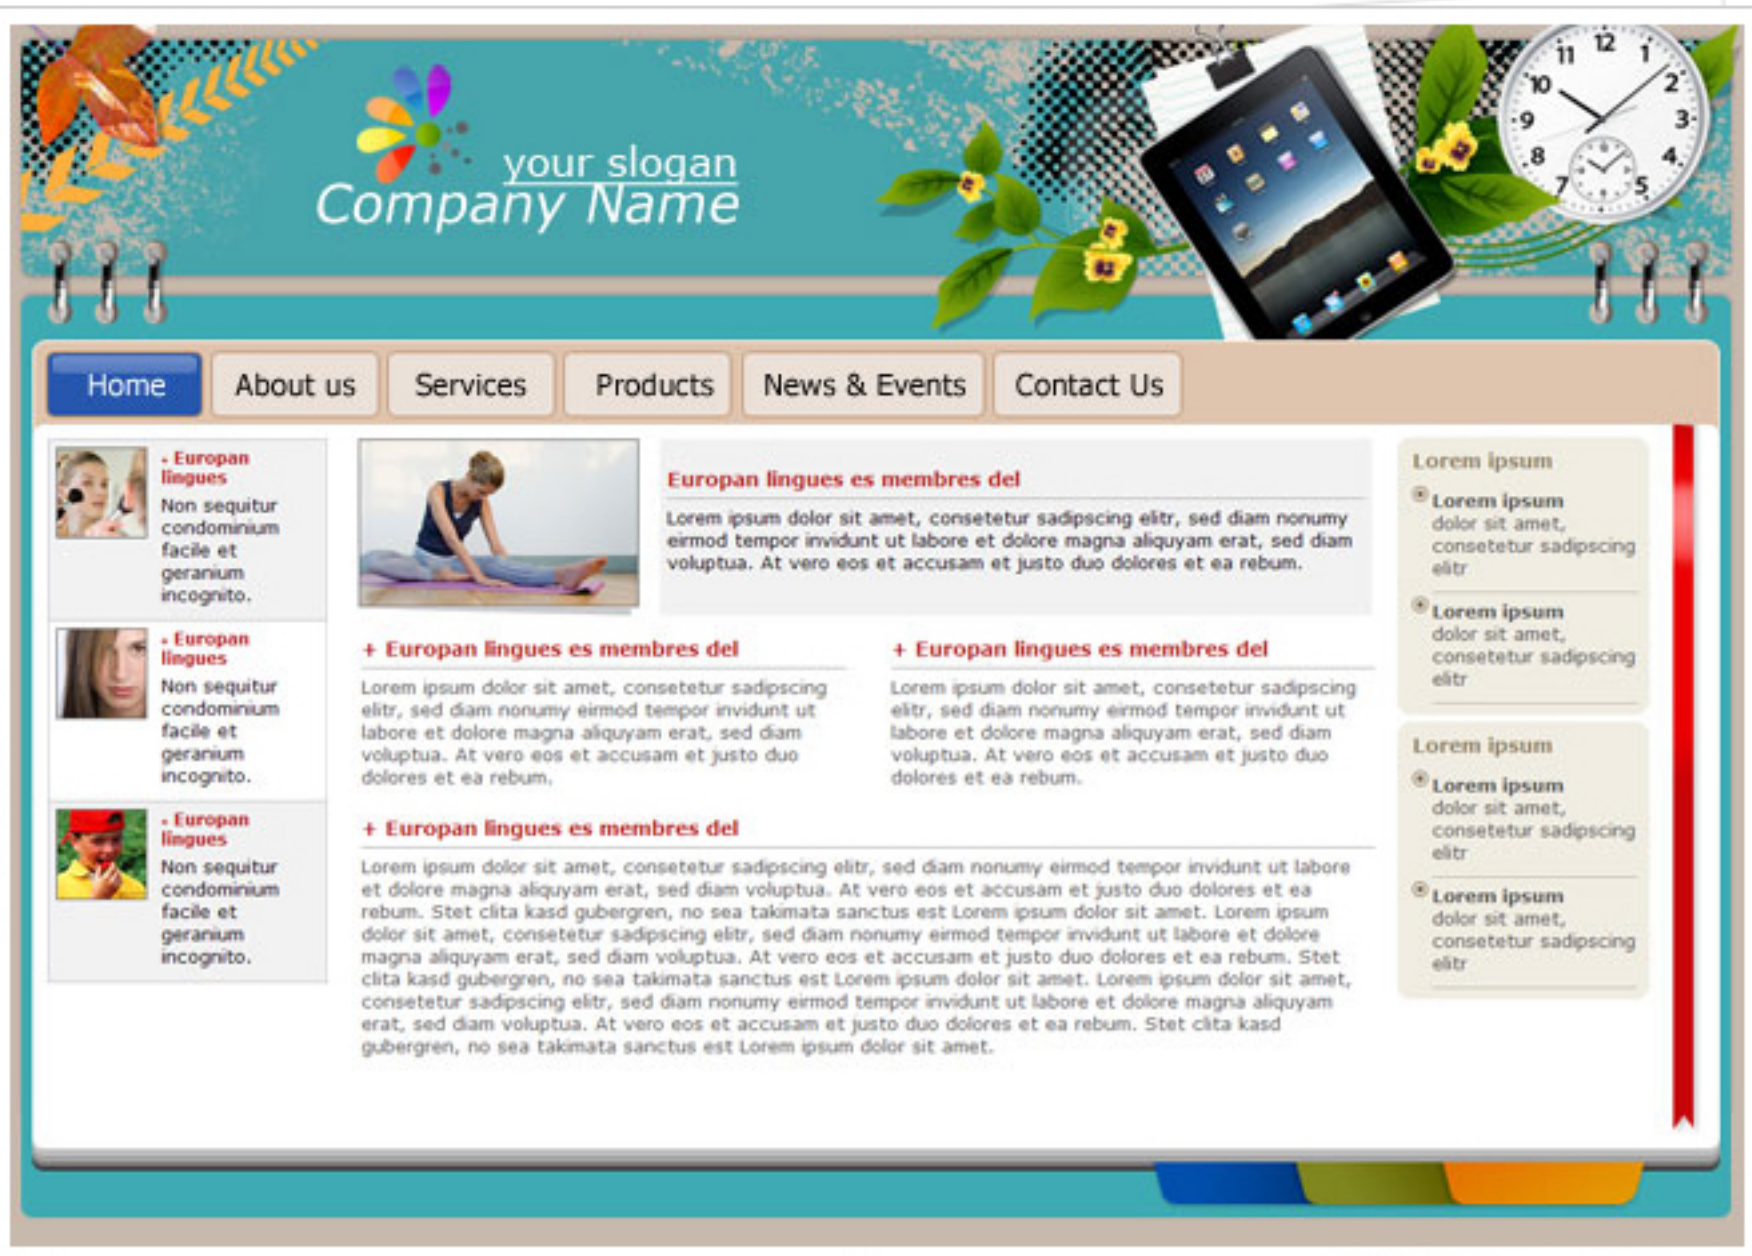 your slogan
Company Name
11 12 1
10 2
9 3
8 4
7 5
Home About us Services Products News & Events Contact Us
Europan
lingues
Non sequitur
condominium
facile et
geranium
incognito.
Europan
lingues
Non sequitur
condominium
facile et
geranium
incognito.
Europan
lingues
Non sequitur
condominium
facile et
geranium
incognito.
Europan lingues es membres del
Lorem ipsum dolor sit amet, consetetur sadipscing elitr, sed diam nonumy
eirmod tempor invidunt ut labore et dolore magna aliquyam erat, sed diam
voluptua. At vero eos et accusam et justo duo dolores et ea rebum.
+ Europan lingues es membres del
Lorem ipsum dolor sit amet, consetetur sadipscing
elitr, sed diam nonumy eirmod tempor invidunt ut
labore et dolore magna aliquyam erat, sed diam
voluptua. At vero eos et accusam et justo duo
dolores et ea rebum.
+ Europan lingues es membres del
Lorem ipsum dolor sit amet, consetetur sadipscing
elitr, sed diam nonumy eirmod tempor invidunt ut
labore et dolore magna aliquyam erat, sed diam
voluptua. At vero eos et accusam et justo duo
dolores et ea rebum.
+ Europan lingues es membres del
Lorem ipsum dolor sit amet, consetetur sadipscing elitr, sed diam nonumy eirmod tempor invidunt ut labore
et dolore magna aliquyam erat, sed diam voluptua. At vero eos et accusam et justo duo dolores et ea
rebum. Stet clita kasd gubergren, no sea takimata sanctus est Lorem ipsum dolor sit amet. Lorem ipsum
dolor sit amet, consetetur sadipscing elitr, sed diam nonumy eirmod tempor invidunt ut labore et dolore
magna aliquyam erat, sed diam voluptua. At vero eos et accusam et justo duo dolores et ea rebum. Stet
clita kasd gubergren, no sea takimata sanctus est Lorem ipsum dolor sit amet. Lorem ipsum dolor sit amet,
consetetur sadipscing elitr, sed diam nonumy eirmod tempor invidunt ut labore et dolore magna aliquyam
erat, sed diam voluptua. At vero eos et accusam et justo duo dolores et ea rebum. Stet clita kasd
gubergren, no sea takimata sanctus est Lorem ipsum dolor sit amet.
Lorem ipsum
Lorem ipsum
dolor sit amet,
consetetur sadipscing
elitr
Lorem ipsum
dolor sit amet,
consetetur sadipscing
elitr
Lorem ipsum
Lorem ipsum
dolor sit amet,
consetetur sadipscing
elitr
Lorem ipsum
dolor sit amet,
consetetur sadipscing
elitr